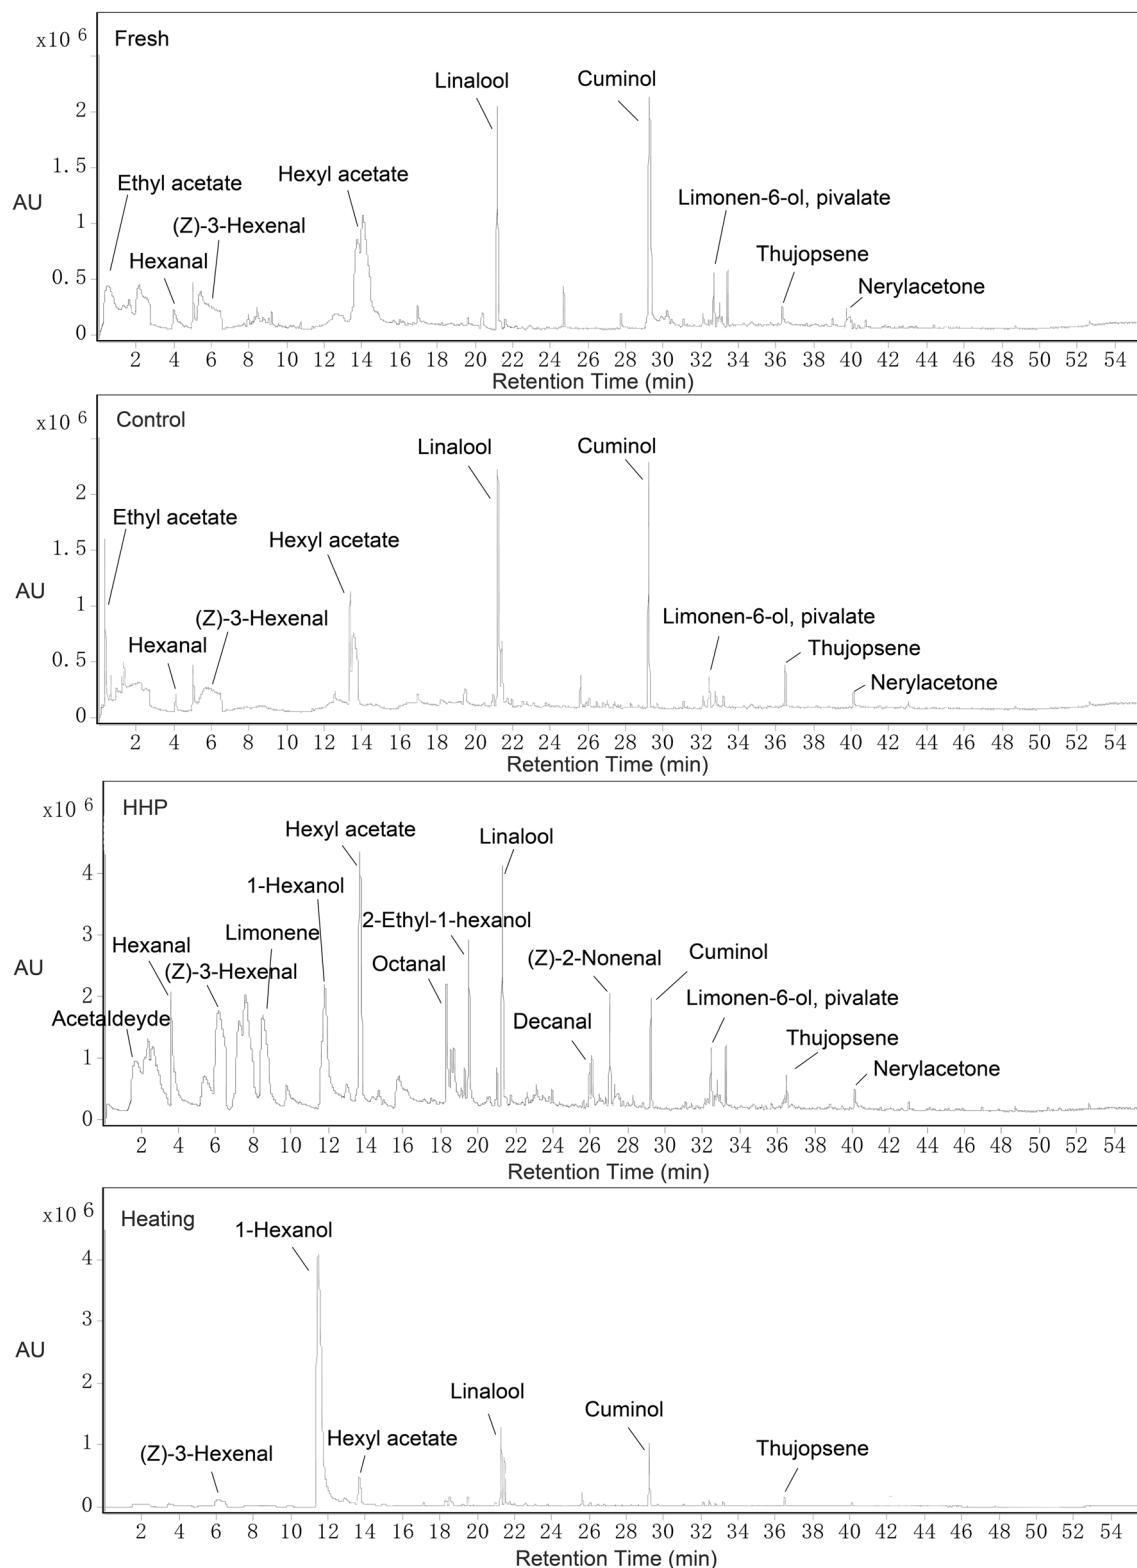 x10 6
Fresh
Linalool
Cuminol
2
Hexyl acetate
1.5
Ethyl acetate
Limonen-6-ol, pivalate
AU
1
(Z)-3-Hexenal
Thujopsene
Hexanal
Nerylacetone
0.5
0
2 4 6 8 10 12 14 16 18 20 22 24 26 28 30 32 34 36 38 40 42 44 46 48 50 52 54
Retention Time (min)
x10 6
Control
Linalool
Cuminol
2
Ethyl acetate
Hexyl acetate
1.5
AU
1
(Z)-3-Hexenal
Limonen-6-ol, pivalate
Hexanal
Thujopsene
0.5
Nerylacetone
0
2 4 6 8 10 12 14 16 18 20 22 24 26 28 30 32 34 36 38 40 42 44 46 48 50 52 54
Retention Time (min)
x10 6
HHP
Hexyl acetate
Linalool
4
1-Hexanol
2-Ethyl-1-hexanol
3
Limonene
Hexanal
(Z)-2-Nonenal
Cuminol
AU
(Z)-3-Hexenal
Octanal
2
Limonen-6-ol, pivalate
Acetaldeyde
Decanal
Thujopsene
1
Nerylacetone
0
2 4 6 8 10 12 14 16 18 20 22 24 26 28 30 32 34 36 38 40 42 44 46 48 50 52 54
Retention Time (min)
x10 6
Heating
1-Hexanol
4
3
AU
2
Linalool
Cuminol
1
Hexyl acetate
(Z)-3-Hexenal
Thujopsene
0
2 4 6 8 10 12 14 16 18 20 22 24 26 28 30 32 34 36 38 40 42 44 46 48 50 52 54
Retention Time (min)